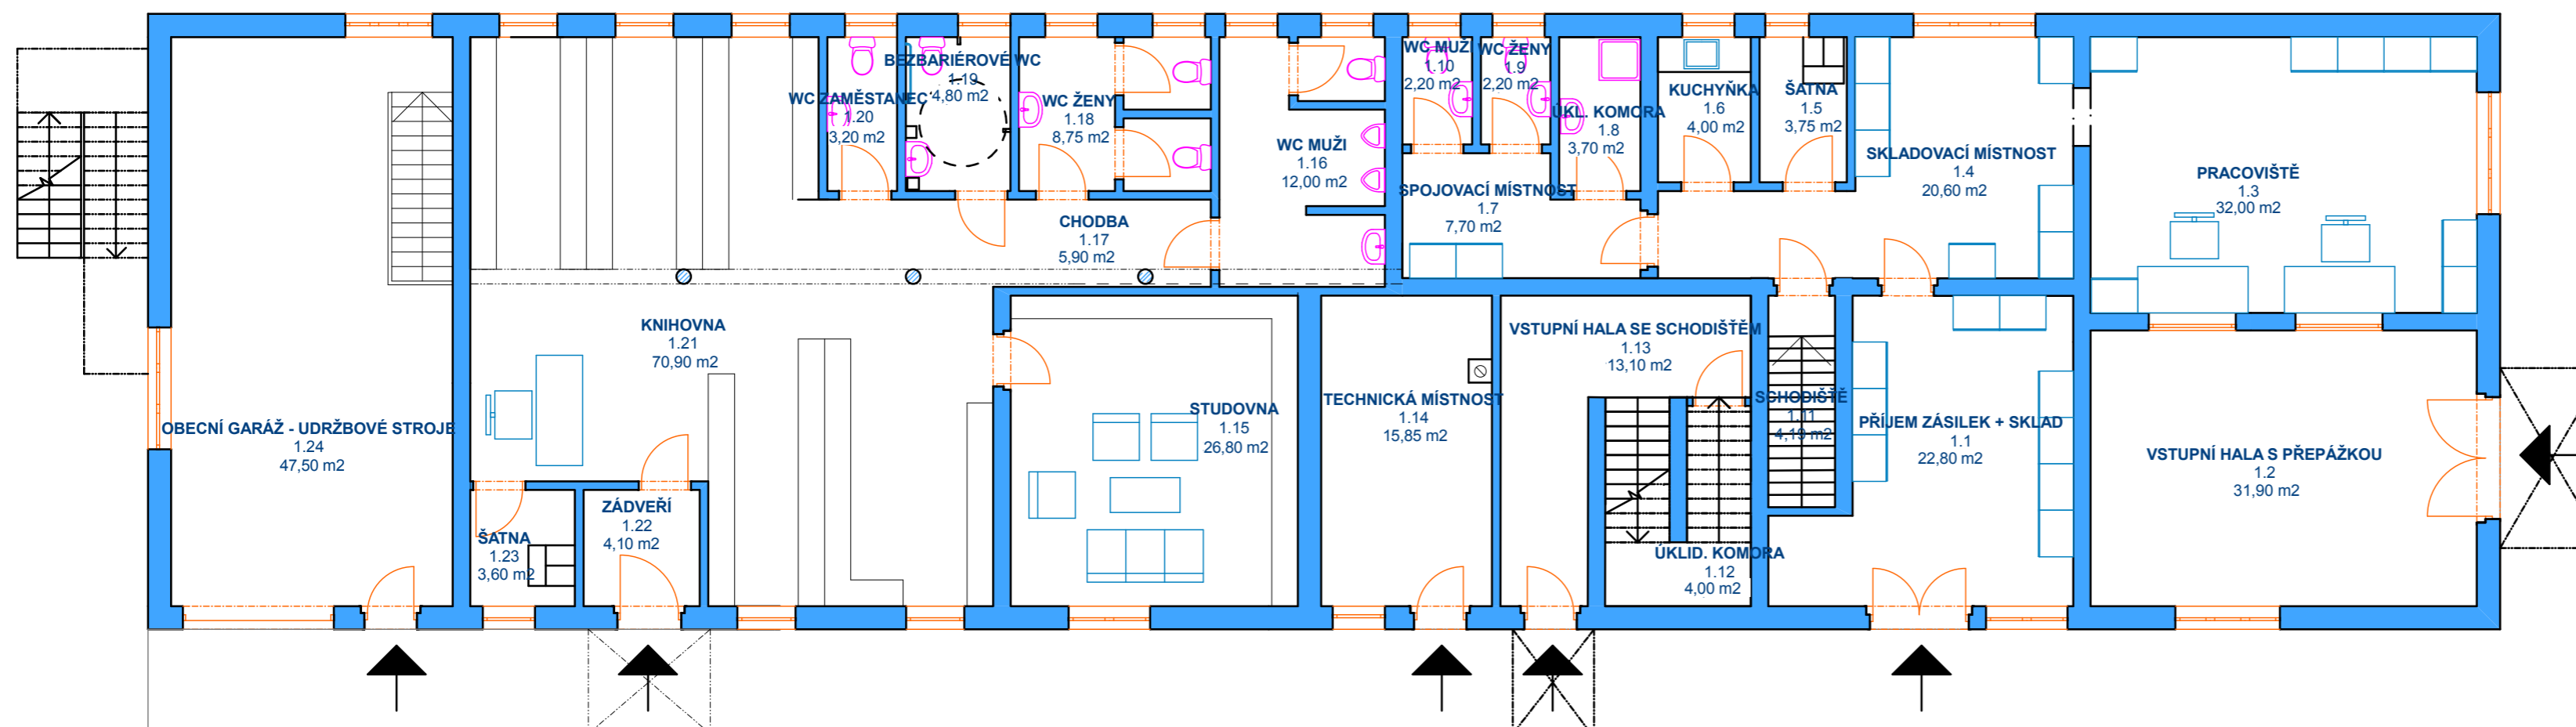 BEZBARIÉROVÉ WC
1.19
4,80 m2
WC ZAMĚSTANEC
1.20
3,20 m2
WC ŽENY
1.18
8,75 m2
WC MUŽI
1.16
12,00 m2
CHODBA
1.17
5,90 m2
WC MUŽI
1.10
2,20 m2
WC ŽENY
1.9
2,20 m2
ÚKL. KOMORA
1.8
3,70 m2
SPOJOVACÍ MÍSTNOST
1.7
7,70 m2
KUCHYŇKA
1.6
4,00 m2
ŠATNA
1.5
3,75 m2
SKLADOVACÍ MÍSTNOST
1.4
20,60 m2
PRACOVIŠTĚ
1.3
32,00 m2
OBECNÍ GARÁŽ - UDRŽBOVÉ STROJE
1.24
47,50 m2
KNIHOVNA
1.21
70,90 m2
ŠATNA
1.23
3,60 m2
ZÁDVEŘÍ
1.22
4,10 m2
STUDOVNA
1.15
26,80 m2
TECHNICKÁ MÍSTNOST
1.14
15,85 m2
VSTUPNÍ HALA SE SCHODIŠTĚM
1.13
13,10 m2
ÚKLID. KOMORA
1.12
4,00 m2
SCHODIŠTĚ
1.11
m2
PŘÍJEM ZÁSILEK + SKLAD
1.1
22,80 m2
VSTUPNÍ HALA S PŘEPÁŽKOU
1.2
31,90 m2